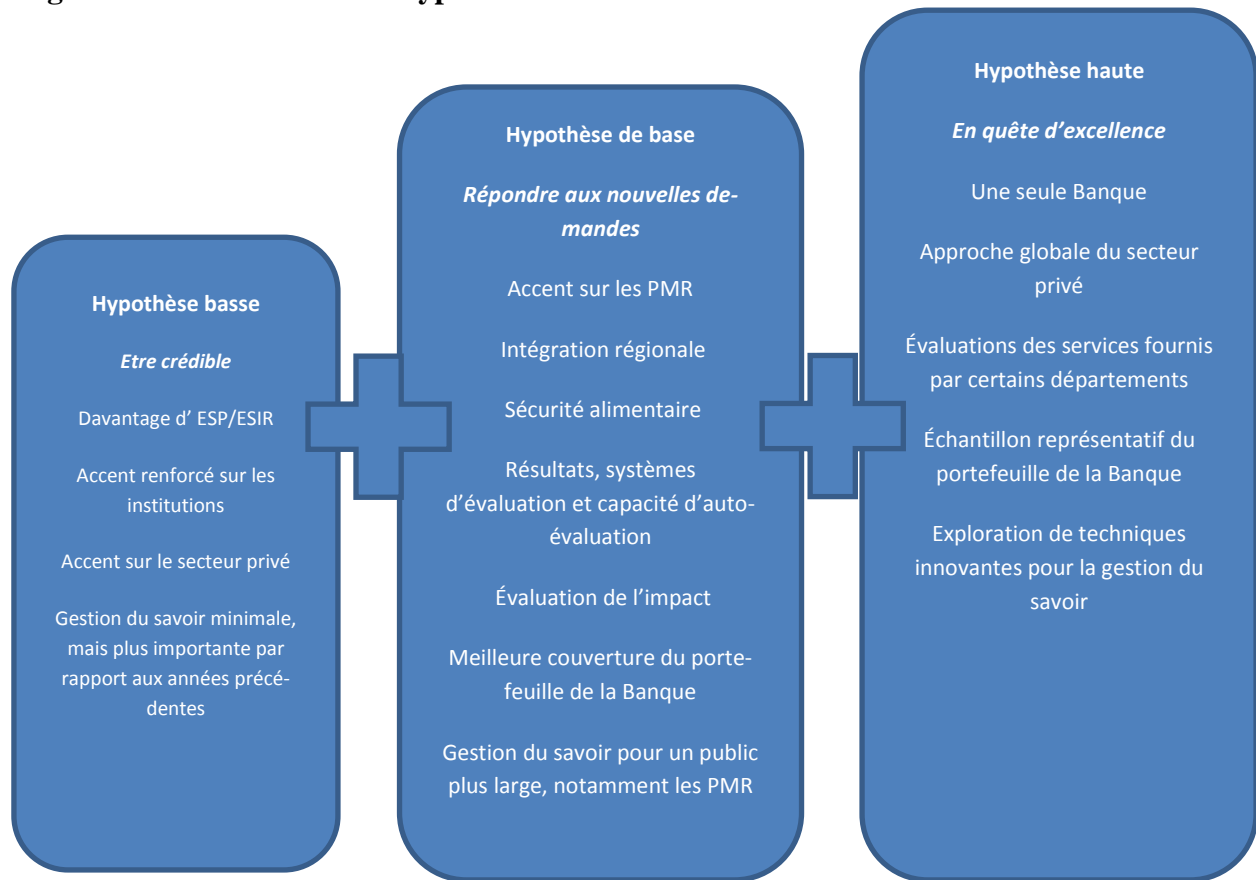 Hypothèse basse
Etre crédible
Davantage d' ESP/ESIR
Accent renforcé sur les
institutions
Accent sur le secteur privé
Gestion du savoir minimale,
mais plus importante par
rapport aux années précé-
dentes
Hypothèse de base
Répondre aux nouvelles de-
mandes
Accent sur les PMR
Intégration régionale
Sécurité alimentaire
Résultats, systèmes
d'évaluation et capacité d'auto-
évaluation
Évaluation de l'impact
Meilleure couverture du porte-
feuille de la Banque
Gestion du savoir pour un public
plus large, notamment les PMR
Hypothèse haute
En quête d'excellence
Une seule Banque
Approche globale du secteur
privé
Évaluations des services fournis
par certains départements
Échantillon représentatif du
portefeuille de la Banque
Exploration de techniques
innovantes pour la gestion du
savoir